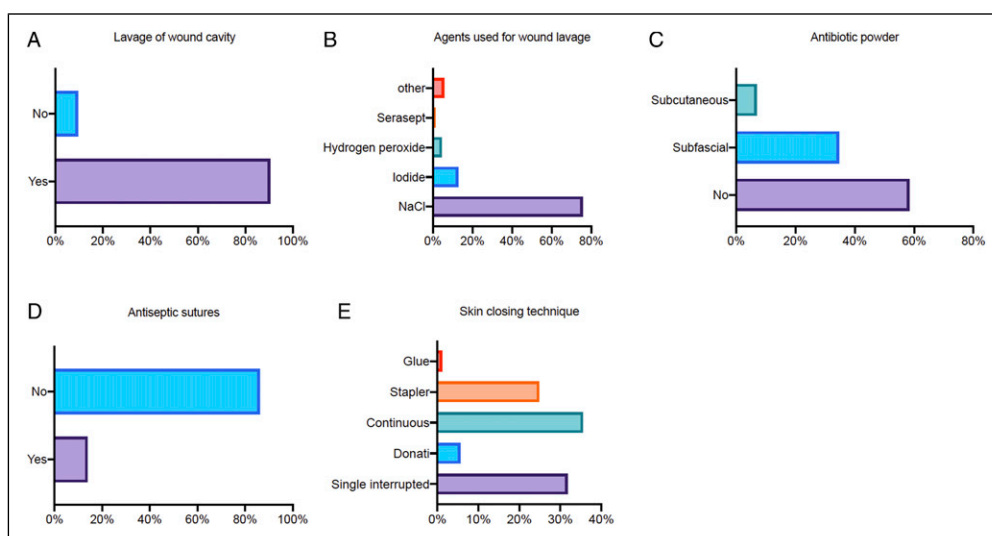 A Lavage of wound cavity
No
Yes
0% 20% 40% 60% 80% 100%
B Agents used for wound lavage
other
Serasept
Hydrogen peroxide
Iodide
NaCl
0% 20% 40% 60% 80%
C Antibiotic powder
Subcutaneous
Subfascial
No
0% 20% 40% 60% 80%
D Antiseptic sutures
No
Yes
0% 20% 40% 60% 80% 100%
E Skin closing technique
Glue
Stapler
Continuous
Donati
Single interrupted
0% 10% 20% 30% 40%